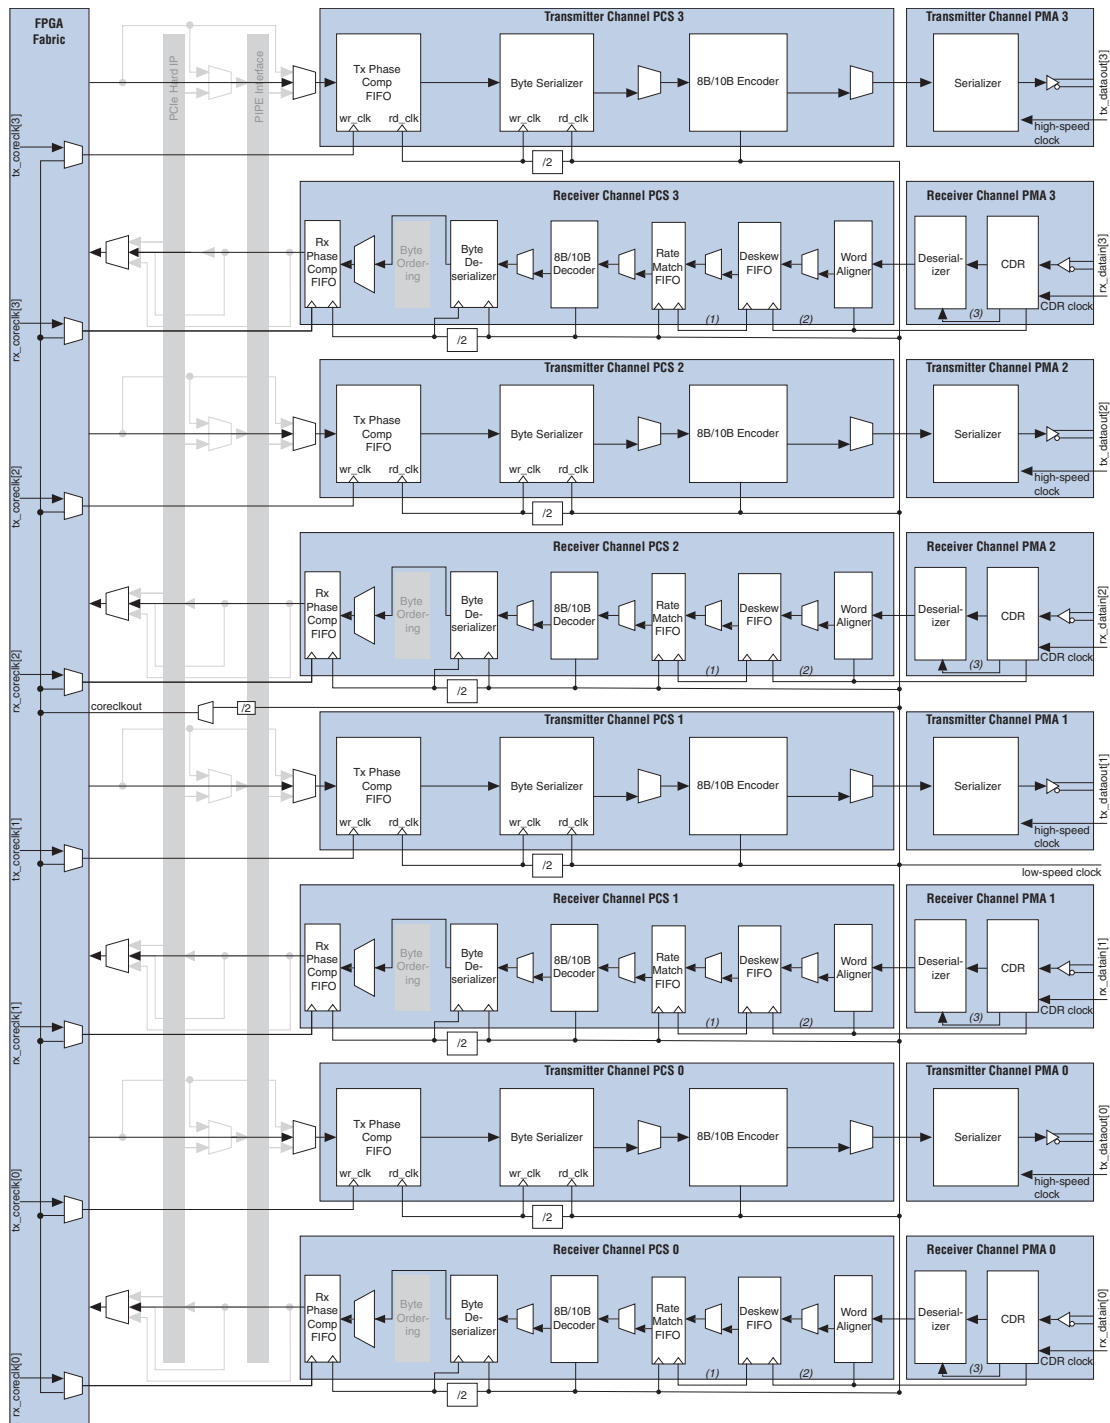 FPGA
Fabric
PCIe Hard IP
PIPE Interface
Transmitter Channel PCS 3
Tx Phase
Comp
FIFO
wr_clk
rd_clk
Byte Serializer
wr_clk
rd_clk
8B/10B Encoder
/2
Transmitter Channel PMA 3
Serializer
high-speed
clock
tx_dataout[3]
tx_coreclk[3]
Receiver Channel PCS 3
Rx
Phase
Comp
FIFO
Byte
Order-
ing
Byte
De-
serializer
8B/10B
Decoder
Rate
Match
FIFO
Deskew
FIFO
Word
Aligner
(1)
(2)
/2
Receiver Channel PMA 3
Deserial-
izer
CDR
(3)
CDR clock
rx_datain[3]
rx_coreclk[3]
Transmitter Channel PCS 2
Tx Phase
Comp
FIFO
wr_clk
rd_clk
Byte Serializer
wr_clk
rd_clk
8B/10B Encoder
/2
Transmitter Channel PMA 2
Serializer
high-speed
clock
tx_dataout[2]
tx_coreclk[2]
Receiver Channel PCS 2
Rx
Phase
Comp
FIFO
Byte
Order-
ing
Byte
De-
serializer
8B/10B
Decoder
Rate
Match
FIFO
Deskew
FIFO
Word
Aligner
(1)
(2)
/2
Receiver Channel PMA 2
Deserial-
izer
CDR
(3)
CDR clock
rx_datain[2]
rx_coreclk[2]
coreclkout
/2
Transmitter Channel PCS 1
Tx Phase
Comp
FIFO
wr_clk
rd_clk
Byte Serializer
wr_clk
rd_clk
8B/10B Encoder
/2
Transmitter Channel PMA 1
Serializer
high-speed
clock
tx_dataout[1]
tx_coreclk[1]
low-speed clock
Receiver Channel PCS 1
Rx
Phase
Comp
FIFO
Byte
Order-
ing
Byte
De-
serializer
8B/10B
Decoder
Rate
Match
FIFO
Deskew
FIFO
Word
Aligner
(1)
(2)
/2
Receiver Channel PMA 1
Deserial-
izer
CDR
(3)
CDR clock
rx_datain[1]
rx_coreclk[1]
Transmitter Channel PCS 0
Tx Phase
Comp
FIFO
wr_clk
rd_clk
Byte Serializer
wr_clk
rd_clk
8B/10B Encoder
/2
Transmitter Channel PMA 0
Serializer
high-speed
clock
tx_dataout[0]
tx_coreclk[0]
Receiver Channel PCS 0
Rx
Phase
Comp
FIFO
Byte
Order-
ing
Byte
De-
serializer
8B/10B
Decoder
Rate
Match
FIFO
Deskew
FIFO
Word
Aligner
(1)
(2)
/2
Receiver Channel PMA 0
Deserial-
izer
CDR
(3)
CDR clock
rx_datain[0]
rx_coreclk[0]